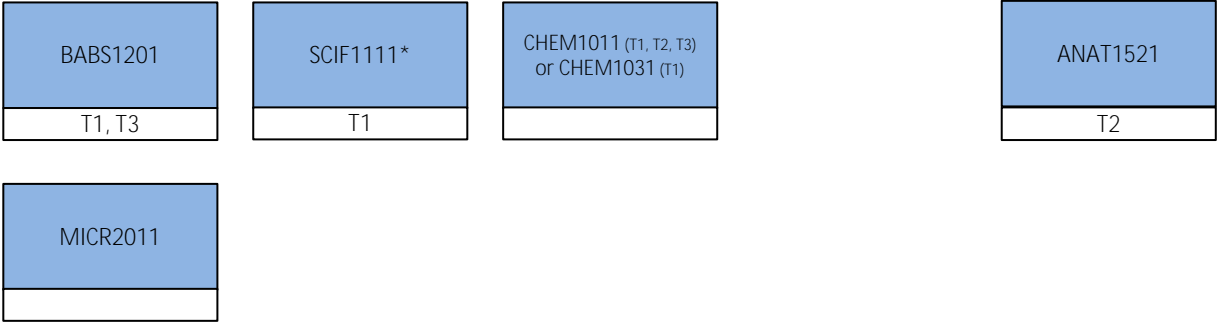 BABS1201
T1, T3
SCIF1111*
T1
CHEM1011 (T1, T2, T3)
or CHEM1031 (T1)
ANAT1521
T2
MICR2011